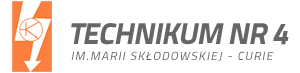 TECHNIKUM NR 4
IM.MARII SKŁODOWSKIEJ - CURIE